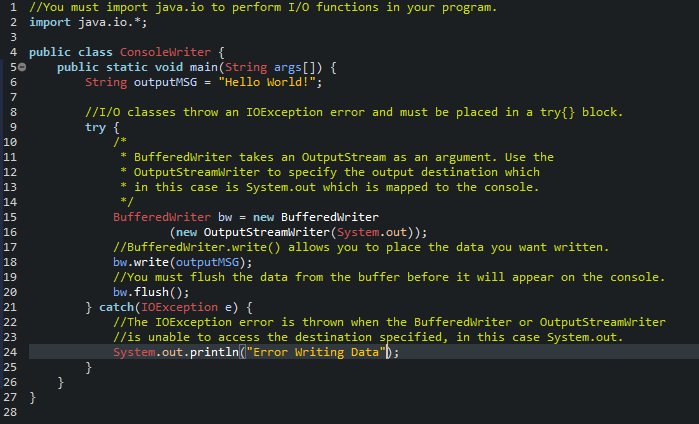 1 //You must import java.io to perform I/O functions in your program.
2 import java.io.*;
3
4 public class ConsoleWriter {
5 public static void main(String args[]) {
6 String outputMSG = "Hello World!";
7
8 //I/O classes throw an IOException error and must be placed in a try{} block.
9 try {
10 /*
11 * BufferedWriter takes an OutputStream as an argument. Use the
12 * OutputStreamWriter to specify the output destination which
13 * in this case is System.out which is mapped to the console.
14 */
15 BufferedWriter bw = new BufferedWriter
16 (new OutputStreamWriter(System.out));
17 //BufferedWriter.write() allows you to place the data you want written.
18 bw.write(outputMSG);
19 //You must flush the data from the buffer before it will appear on the console.
20 bw.flush();
21 } catch(IOException e) {
22 //The IOException error is thrown when the BufferedWriter or OutputStreamWriter
23 //is unable to access the destination specified, in this case System.out.
24 System.out.println("Error Writing Data");
25 }
26 }
27 }
28